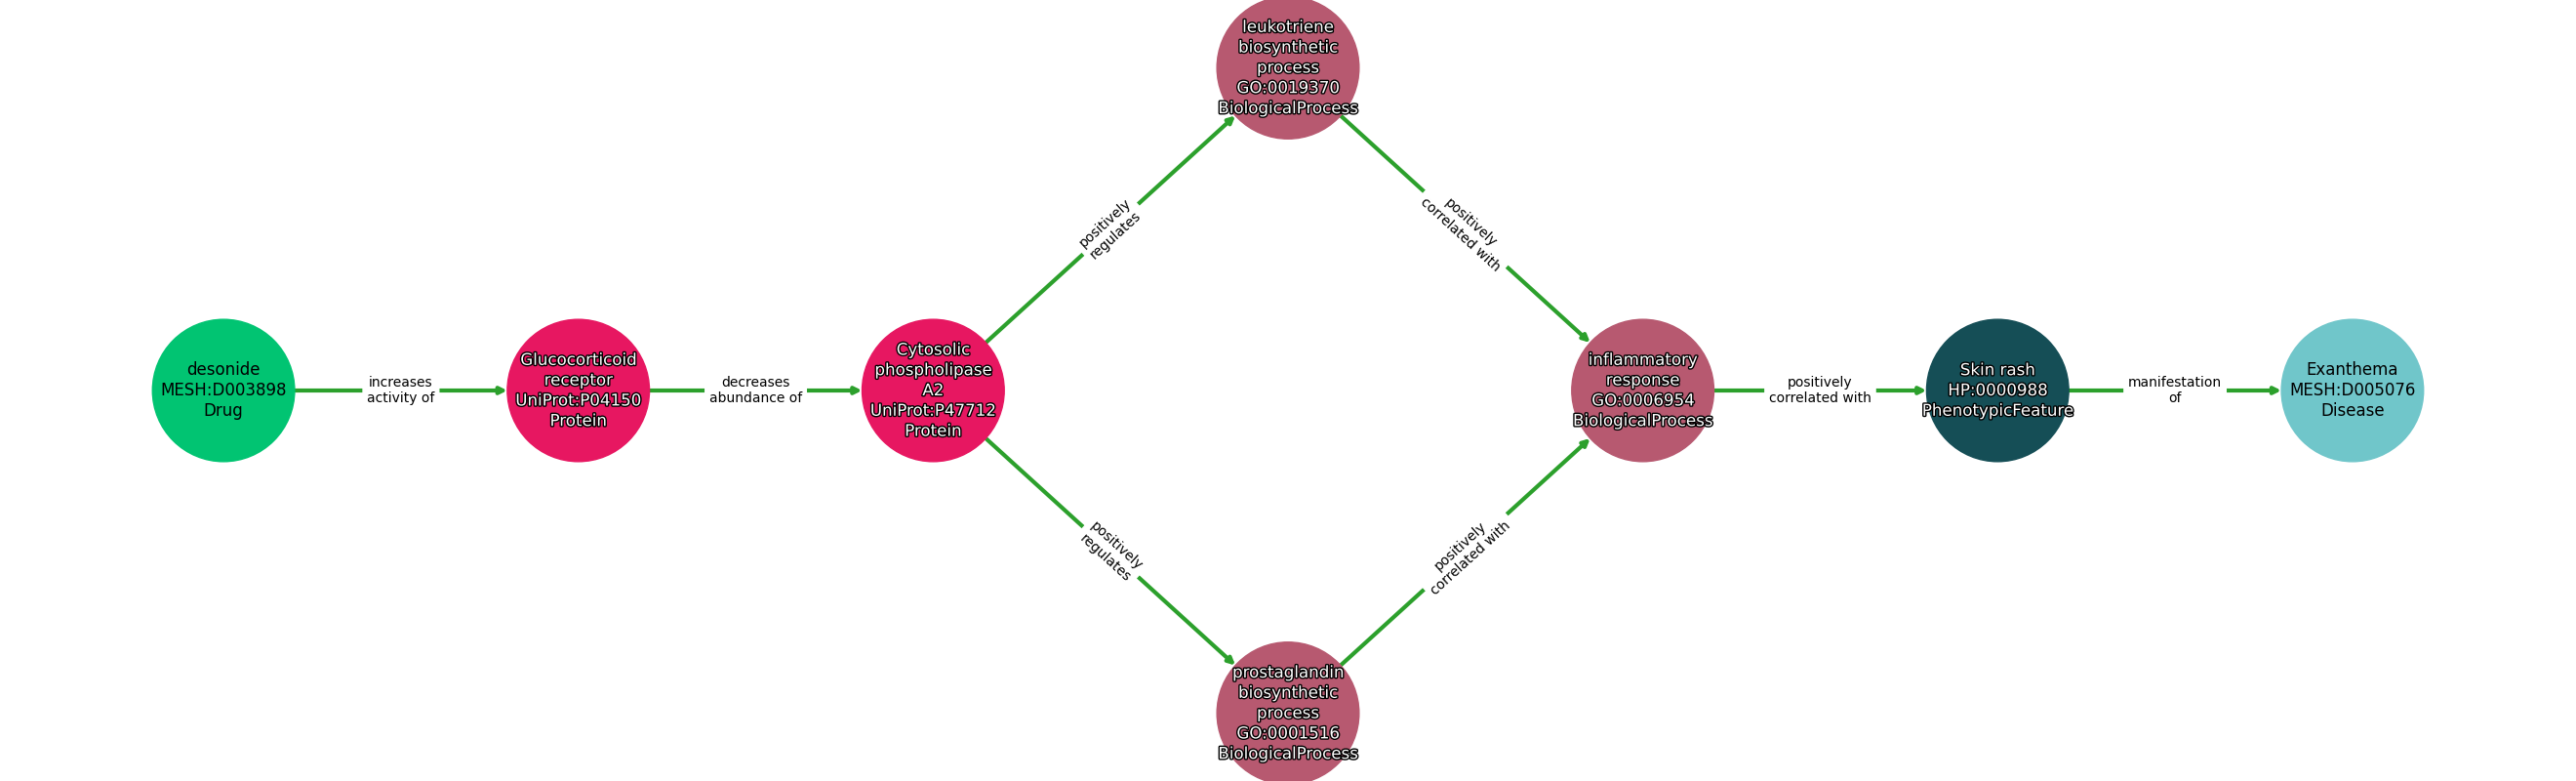 leukotriene
biosynthetic
process
GO:0019370
BiologicalProcess
positively
regulates
positively
correlated with
desonide
MESH:D003898
Drug
increases
activity of
Glucocorticoid
receptor
UniProt:P04150
Protein
decreases
abundance of
Cytosolic
phospholipase
A2
UniProt:P47712
Protein
inflammatory
response
GO:0006954
BiologicalProcess
positively
correlated with
Skin rash
HP:0000988
PhenotypicFeature
manifestation
of
Exanthema
MESH:D005076
Disease
positively
regulates
positively
correlated with
prostaglandin
biosynthetic
process
GO:0001516
BiologicalProcess